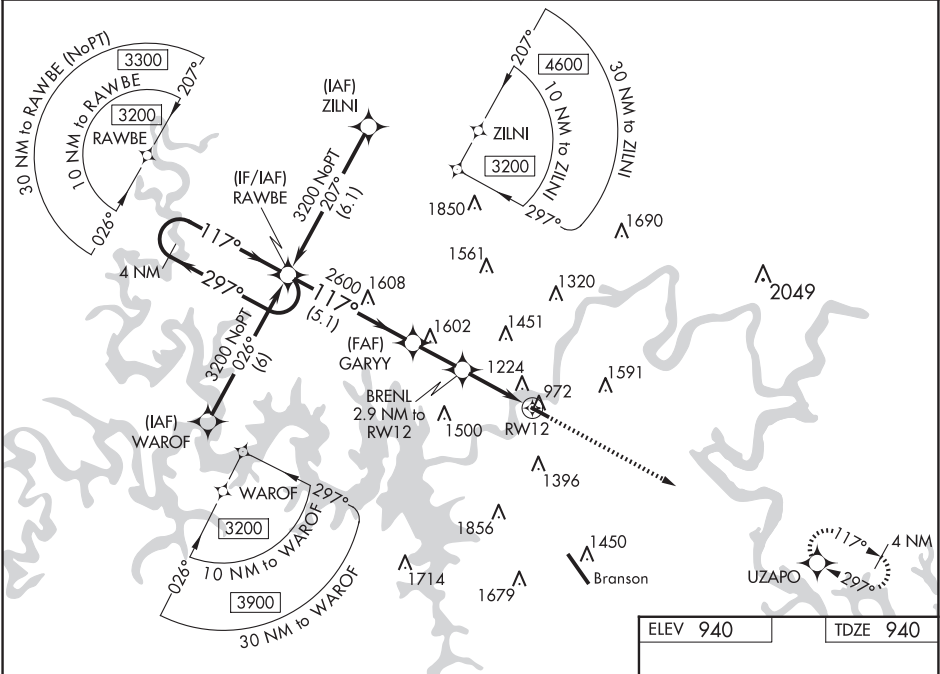 30 NM to RAWBE (NoPT)
3300
207°
10 NM to RAWBE
3200
RAWBE
026°
(IAF)
ZILNI
3200 NoPT
207°
(6.1)
(IF/IAF)
RAWBE
117°
4 NM
297°
2600
117°
(5.1)
3200 NoPT
026°
(6)
(IAF)
WAROF
(FAF)
GARYY
BRENL
2.9 NM to
RW12
RW12
207°
4600
10 NM to ZILNI
30 NM to ZILNI
ZILNI
3200
297°
1850
1690
1561
1608
1320
2049
1602
1451
1224
972
1591
1500
1396
WAROF
297°
3200
10 NM to WAROF
026°
3900
30 NM to WAROF
1856
1714
1679
1450
Branson
UZAPO
117°
4 NM
297°
ELEV 940
TDZE 940